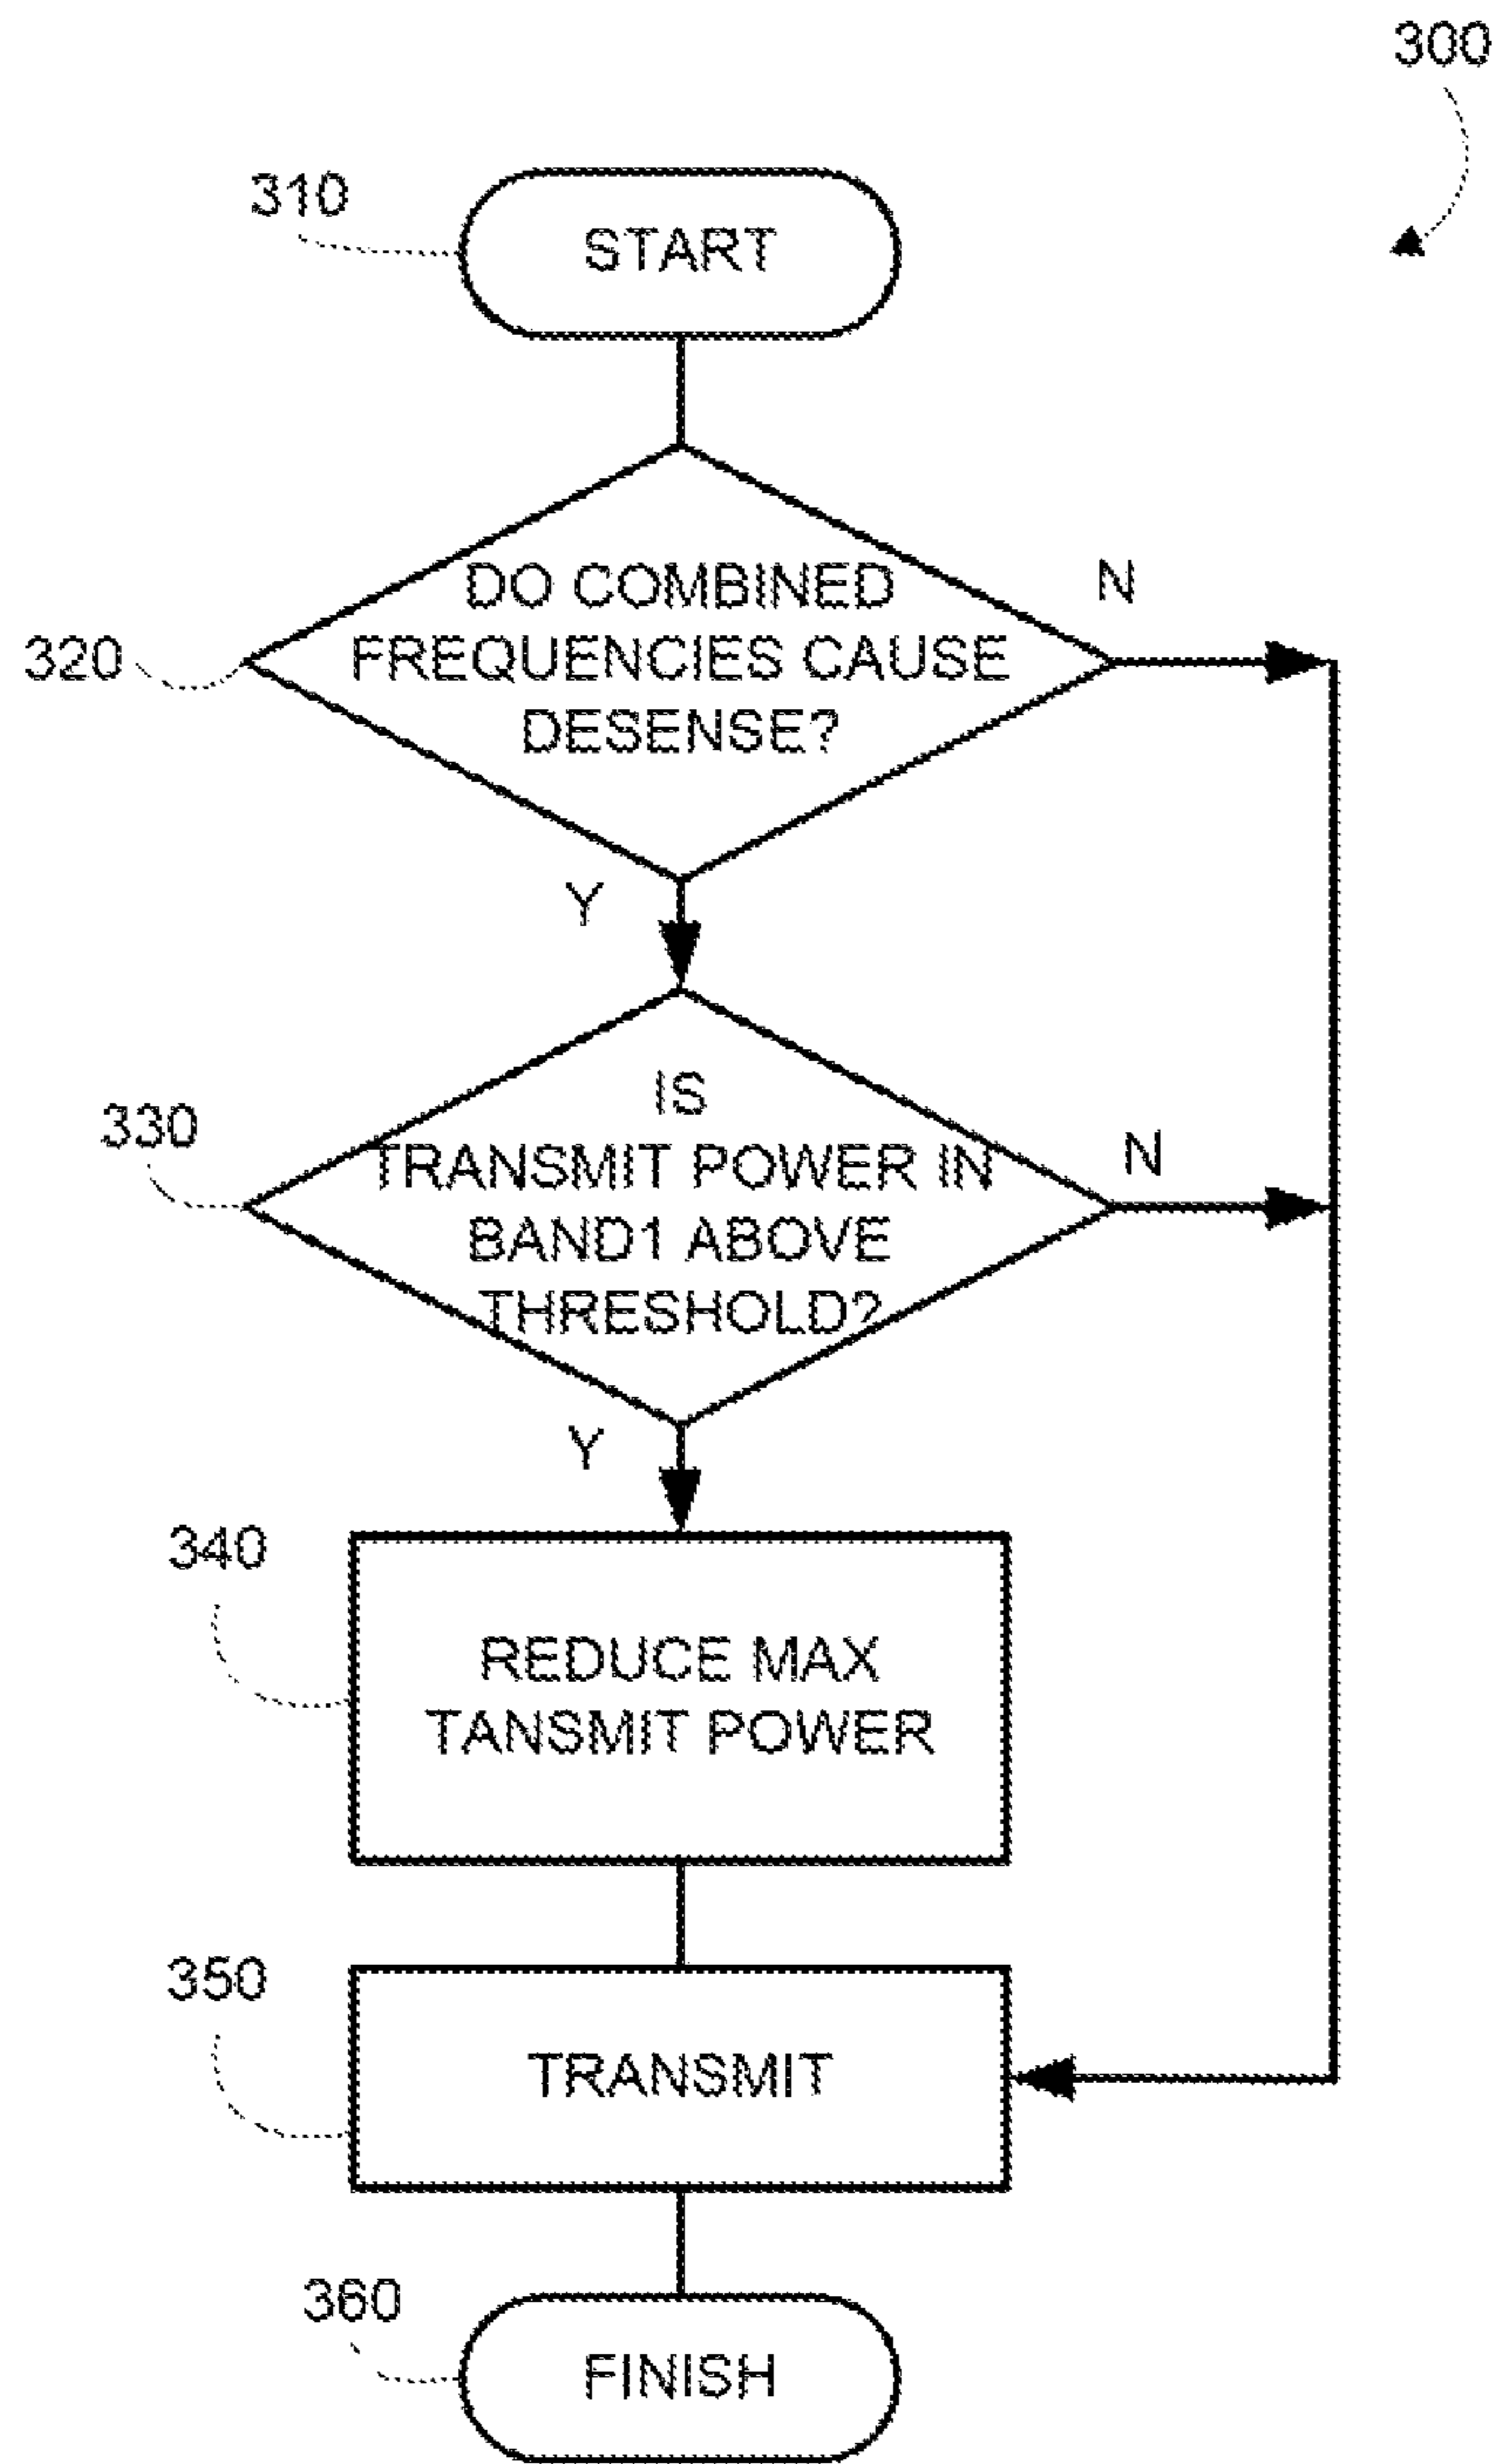 300
310
START
DO COMBINED
FREQUENCIES CAUSE
DESENSE?
N
320
Y
IS
TRANSMIT POWER IN
BAND1 ABOVE
THRESHOLD?
N
330
Y
340
REDUCE MAX
TANSMIT POWER
350
TRANSMIT
360
FINISH